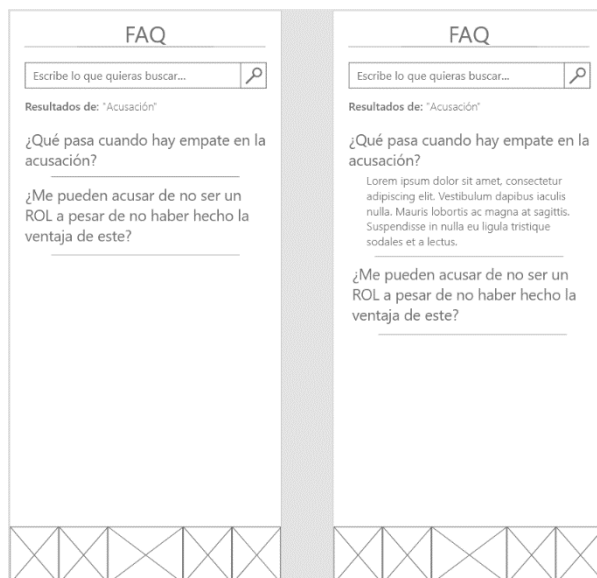 FAQ
Escribe lo que quieras buscar...
Resultados de: "Acusación"
¿Qué pasa cuando hay empate en la
acusación?
¿Me pueden acusar de no ser un
ROL a pesar de no haber hecho la
ventaja de este?
FAQ
Escribe lo que quieras buscar...
Resultados de: "Acusación"
¿Qué pasa cuando hay empate en la
acusación?
Lorem ipsum dolor sit amet, consectetur
adipiscing elit. Vestibulum dapibus iaculis
nulla. Mauris lobortis ac magna at sagittis.
Suspendisse in nulla eu ligula tristique
sodales et a lectus.
¿Me pueden acusar de no ser un
ROL a pesar de no haber hecho la
ventaja de este?